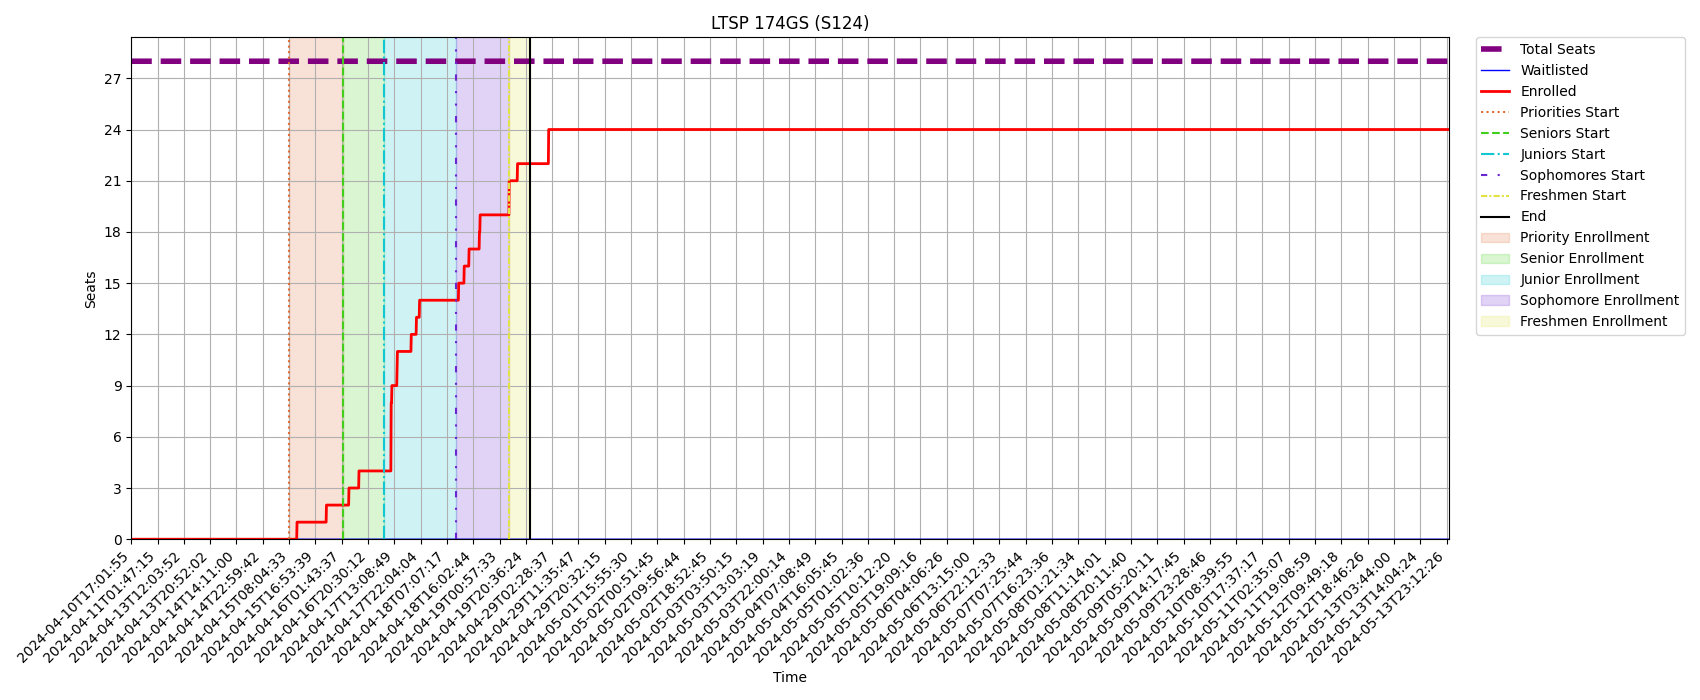 LTSP 174GS (S124)
Seats
27
24
21
18
15
12
9
6
3
0
2024-04-10T17:01:55
2024-04-11T01:47:15
2024-04-13T12:03:52
2024-04-13T20:52:02
2024-04-14T14:11:00
2024-04-14T22:59:42
2024-04-15T08:04:33
2024-04-15T16:53:39
2024-04-16T01:43:37
2024-04-16T20:30:12
2024-04-17T13:08:49
2024-04-17T22:04:04
2024-04-18T07:07:17
2024-04-18T16:02:44
2024-04-19T00:57:33
2024-04-19T20:36:24
2024-04-29T02:28:37
2024-04-29T11:35:47
2024-04-29T20:32:15
2024-05-01T15:55:30
2024-05-02T00:51:45
2024-05-02T09:56:44
2024-05-02T18:52:45
2024-05-03T03:50:15
2024-05-03T13:03:19
2024-05-03T22:00:14
2024-05-04T07:08:49
2024-05-04T16:05:45
2024-05-05T01:02:36
2024-05-05T10:12:20
2024-05-05T19:09:16
2024-05-06T04:06:26
2024-05-06T13:15:00
2024-05-06T22:12:33
2024-05-07T07:25:44
2024-05-07T16:23:36
2024-05-08T01:21:34
2024-05-08T11:14:01
2024-05-08T20:11:40
2024-05-09T05:20:11
2024-05-09T14:17:45
2024-05-09T23:28:46
2024-05-10T08:39:55
2024-05-10T17:37:17
2024-05-11T02:35:07
2024-05-11T19:08:59
2024-05-12T09:49:18
2024-05-12T18:46:26
2024-05-13T03:44:00
2024-05-13T14:04:24
2024-05-13T23:12:26
Time
Total Seats
Waitlisted
Enrolled
Priorities Start
Seniors Start
Juniors Start
Sophomores Start
Freshmen Start
End
Priority Enrollment
Senior Enrollment
Junior Enrollment
Sophomore Enrollment
Freshmen Enrollment